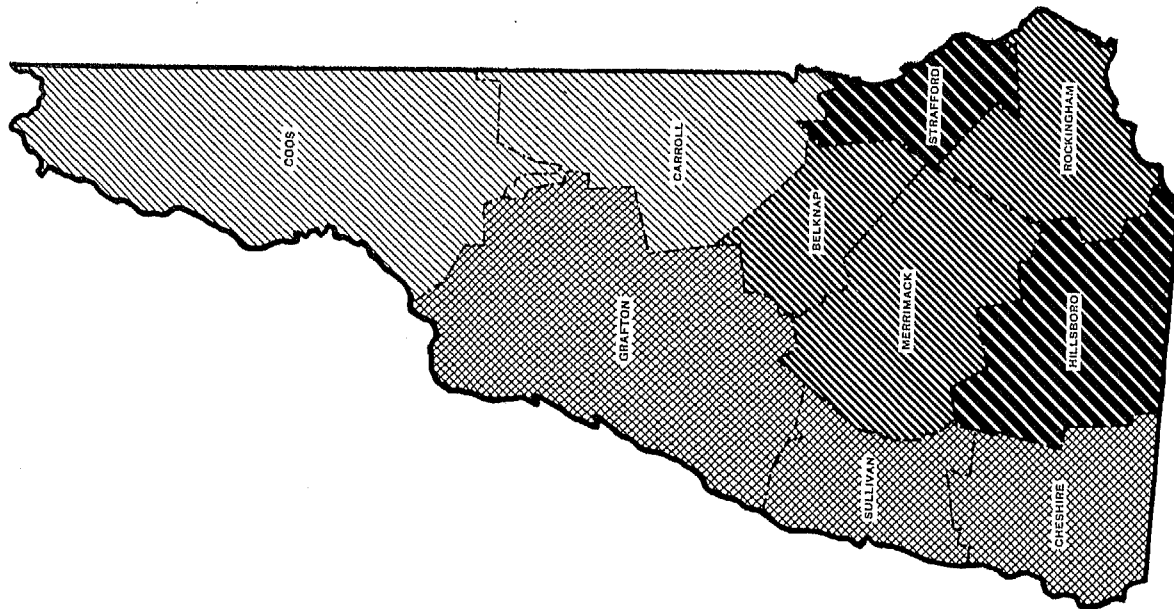 COOS
CARROLL
GRAFTON
BELKNAP
STRAFFORD
MERRIMACK
SULLIVAN
ROCKINGHAM
HILLSBORO
CHESHIRE